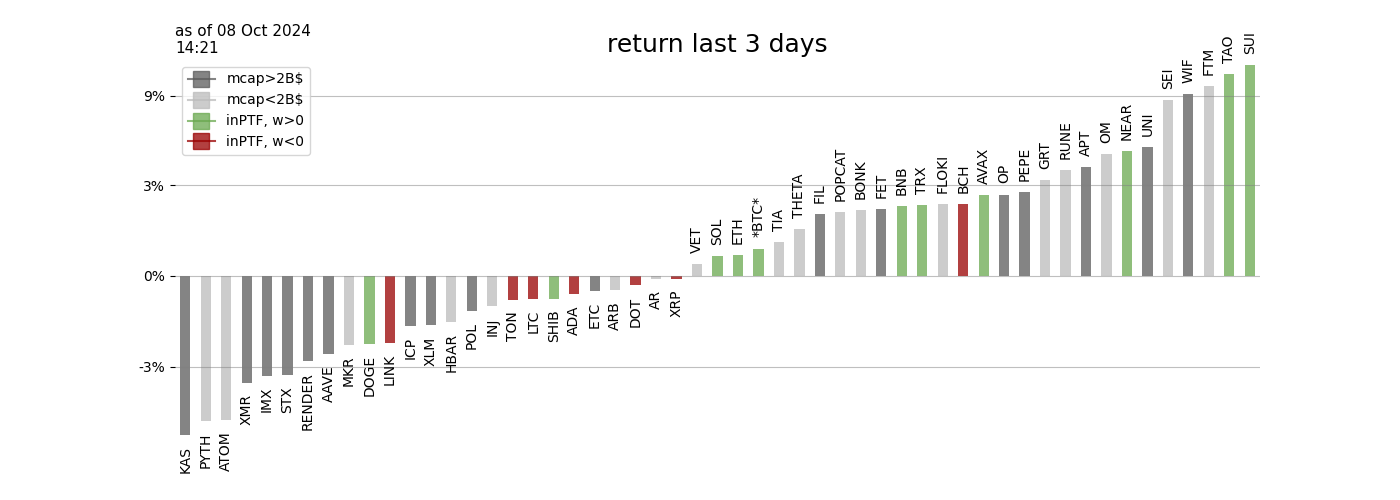 as of 08 Oct 2024
14:21
return last 3 days
mcap>2B$
mcap<2B$
inPTF, w>0
inPTF, w<0
9%
3%
0%
-3%
KAS
PYTH
ATOM
XMR
IMX
STX
RENDER
AAVE
MKR
DOGE
LINK
ICP
XLM
HBAR
POL
INJ
TON
LTC
SHIB
ADA
ETC
ARB
DOT
AR
XRP
VET
SOL
ETH
*BTC*
TIA
THETA
FIL
POPCAT
BONK
FET
BNB
TRX
FLOKI
BCH
AVAX
OP
PEPE
GRT
RUNE
APT
OM
NEAR
UNI
SEI
WIF
FTM
TAO
SUI